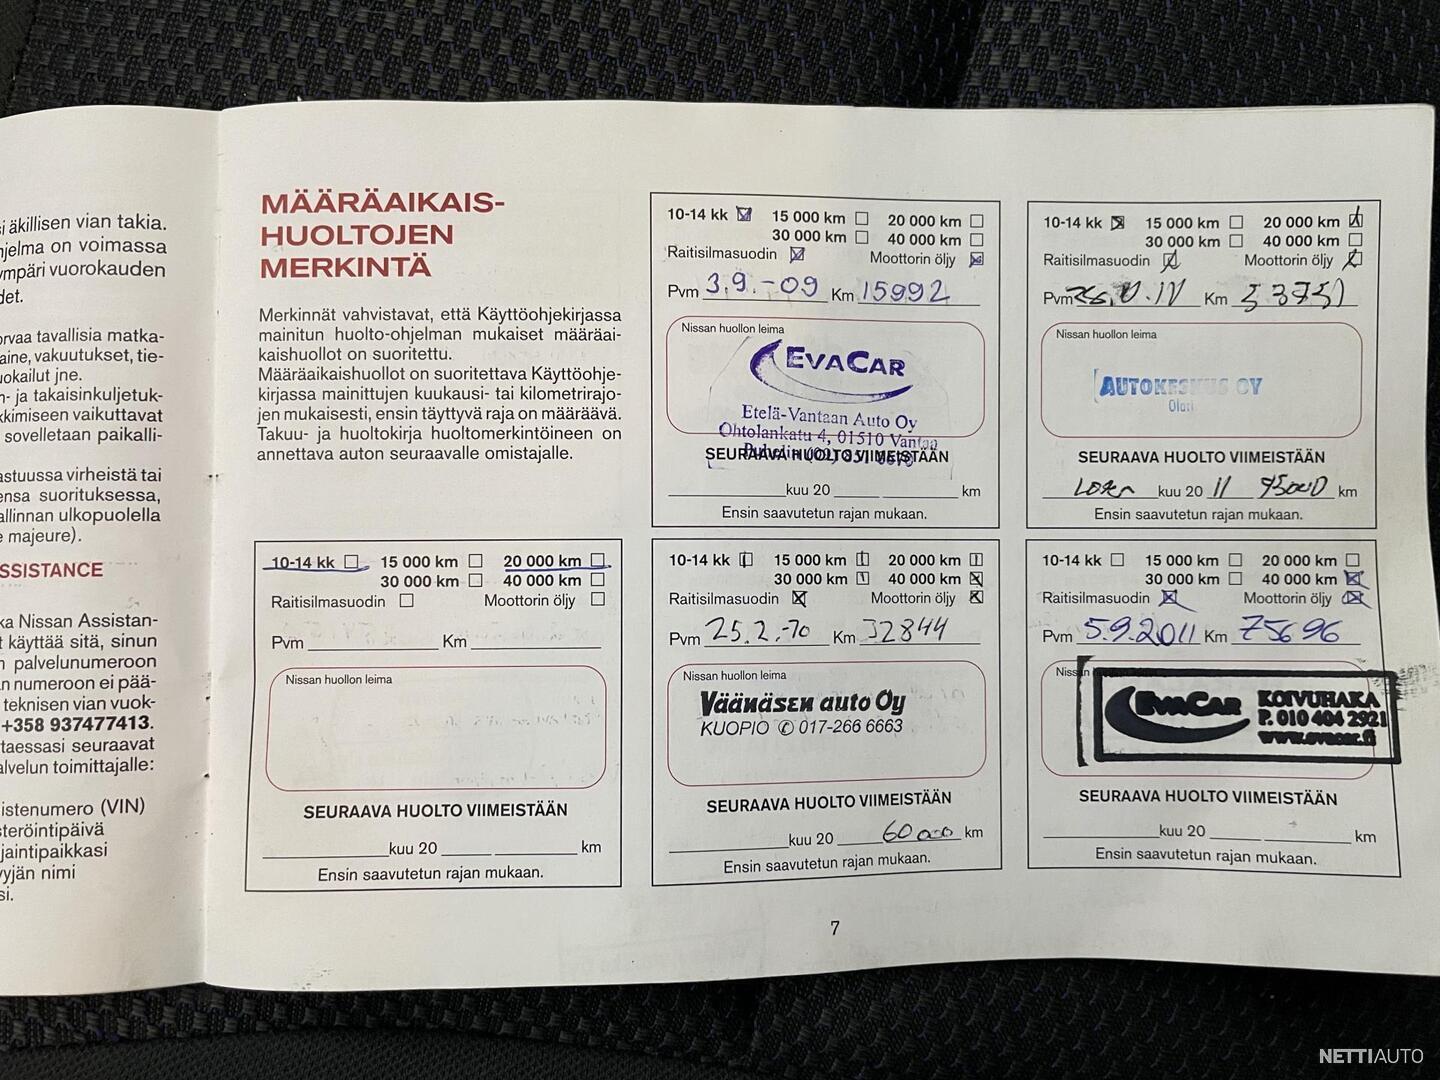 si äkillisen vian takia.
hjelma on voimassa
ympäri vuorokauden
det.
orvaa tavallisia matka-
aine, vakuutukset, tie-
uokailut jne.
n- ja takaisinkuljetuk-
kkimiseen vaikuttavat
sovelletaan paikalli-
astuussa virheistä tai
ensa suorituksessa,
allinnan ulkopuolella
e majeure).
SSISTANCE
ka Nissan Assistan-
t käyttää sitä, sinun
n palvelunumeroon
an numeroon ei pää-
teknisen vian vuok-
+358 937477413.
taessasi seuraavat
alvelun toimittajalle:
istenumero (VIN)
steröintipäivä
jaintipaikkasi
yyjän nimi
si.
MÄÄRÄAIKAIS-
HUOLTOJEN
MERKINTÄ
Merkinnät vahvistavat, että Käyttöohjekirjassa
mainitun huolto-ohjelman mukaiset määräai-
kaishuollot on suoritettu.
Määräaikaishuollot on suoritettava Käyttöohje-
kirjassa mainittujen kuukausi- tai kilometrirajo-
jen mukaisesti, ensin täyttyvä raja on määräävä.
Takuu- ja huoltokirja huoltomerkintöineen on
annettava auton seuraavalle omistajalle.
10-14 kk 15 000 km 20 000 km
30 000 km 40 000 km
Raitisilmasuodin Moottorin öljy
Pvm 3.9.-09 Km 15992
Nissan huollon leima
EVACAR
Etelä-Vantaan Auto Oy
Ohtolankatu 4, 01510 Vantaa
SEURAAVA HUOLTO VIIMEISTÄÄN
kuu 20 km
Ensin saavutetun rajan mukaan.
10-14 kk 15 000 km 20 000 km
30 000 km 40 000 km
Raitisilmasuodin Moottorin öljy
Pvm Km 53751
Nissan huollon leima
AUTOKESKUS OY
Olari
SEURAAVA HUOLTO VIIMEISTÄÄN
kuu 20 11 75000 km
Ensin saavutetun rajan mukaan.
10-14 kk 15 000 km 20 000 km
30 000 km 40 000 km
Raitisilmasuodin Moottorin öljy
Pvm Km
Nissan huollon leima
SEURAAVA HUOLTO VIIMEISTÄÄN
kuu 20 km
Ensin saavutetun rajan mukaan.
10-14 kk 15 000 km 20 000 km
30 000 km 40 000 km
Raitisilmasuodin Moottorin öljy
Pvm 25.2.-10 Km 32844
Nissan huollon leima
Väänäsen auto Oy
KUOPIO ✆ 017-266 6663
SEURAAVA HUOLTO VIIMEISTÄÄN
kuu 20 60 000 km
Ensin saavutetun rajan mukaan.
10-14 kk 15 000 km 20 000 km
30 000 km 40 000 km
Raitisilmasuodin Moottorin öljy
Pvm 5.9.2011 Km 75696
Nissan
EVACAR KOIVUHAKA
P. 010 404 2921
www.evacar.fi
SEURAAVA HUOLTO VIIMEISTÄÄN
kuu 20 km
Ensin saavutetun rajan mukaan.
7
NETTIAUTO